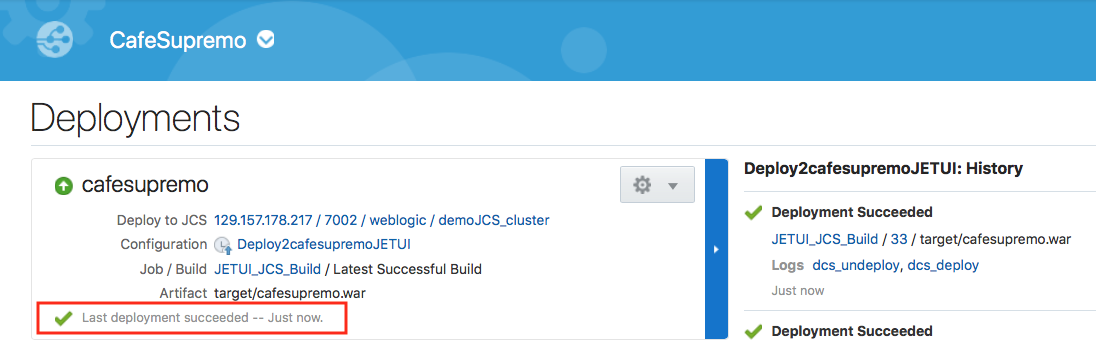 CafeSupremo
Deployments
cafesupremo
Deploy to JCS 129.157.178.217 / 7002 / weblogic / demoJCS_cluster
Configuration Deploy2cafesupremoJETUI
Job / Build JETUI_JCS_Build / Latest Successful Build
Artifact target/cafesupremo.war
Last deployment succeeded -- Just now.
Deploy2cafesupremoJETUI: History
Deployment Succeeded
JETUI_JCS_Build / 33 / target/cafesupremo.war
Logs dcs_undeploy, dcs_deploy
Just now
Deployment Succeeded